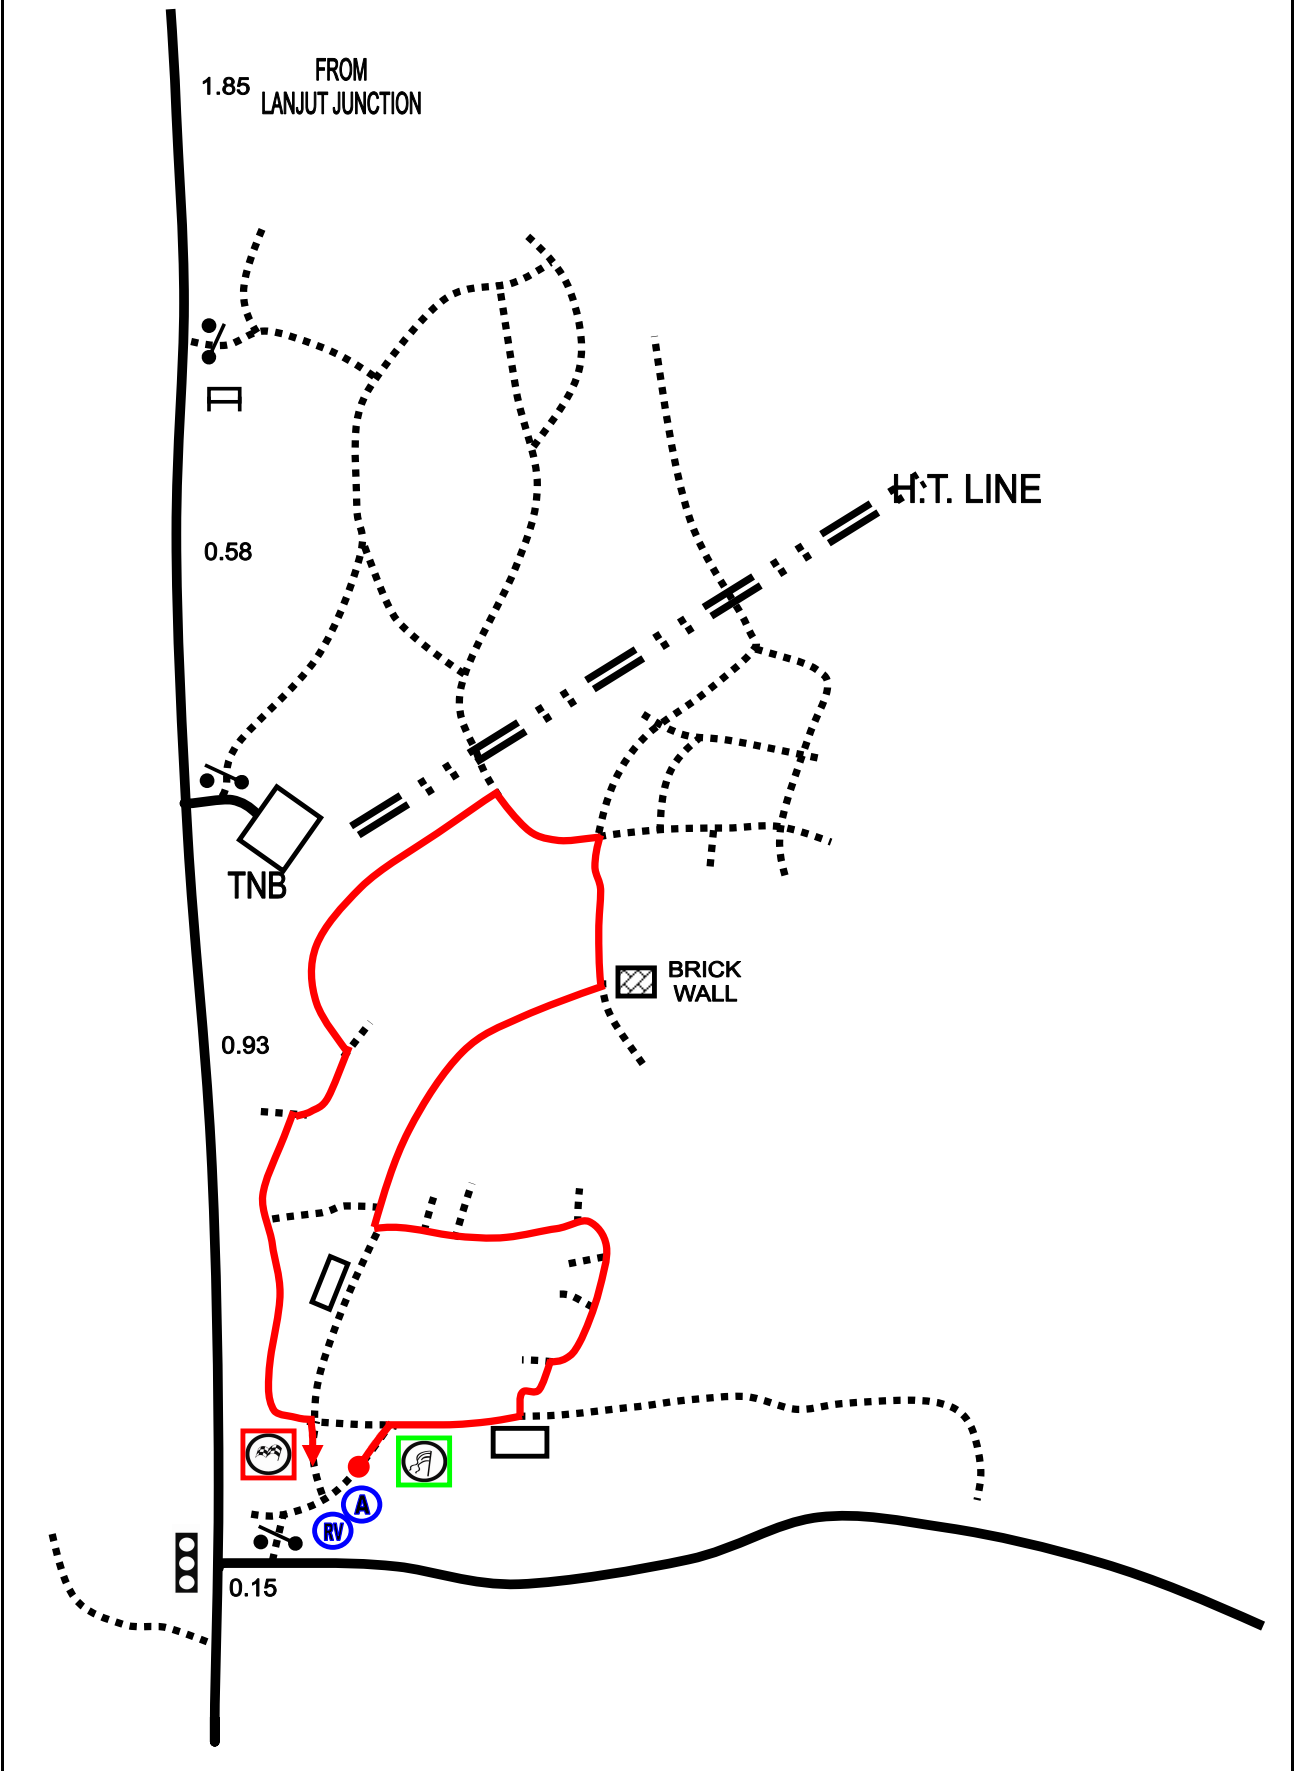 1.85
FROM
LANJUT JUNCTION
H.T. LINE
0.58
TNB
BRICK
WALL
0.93
A
RV
0.15